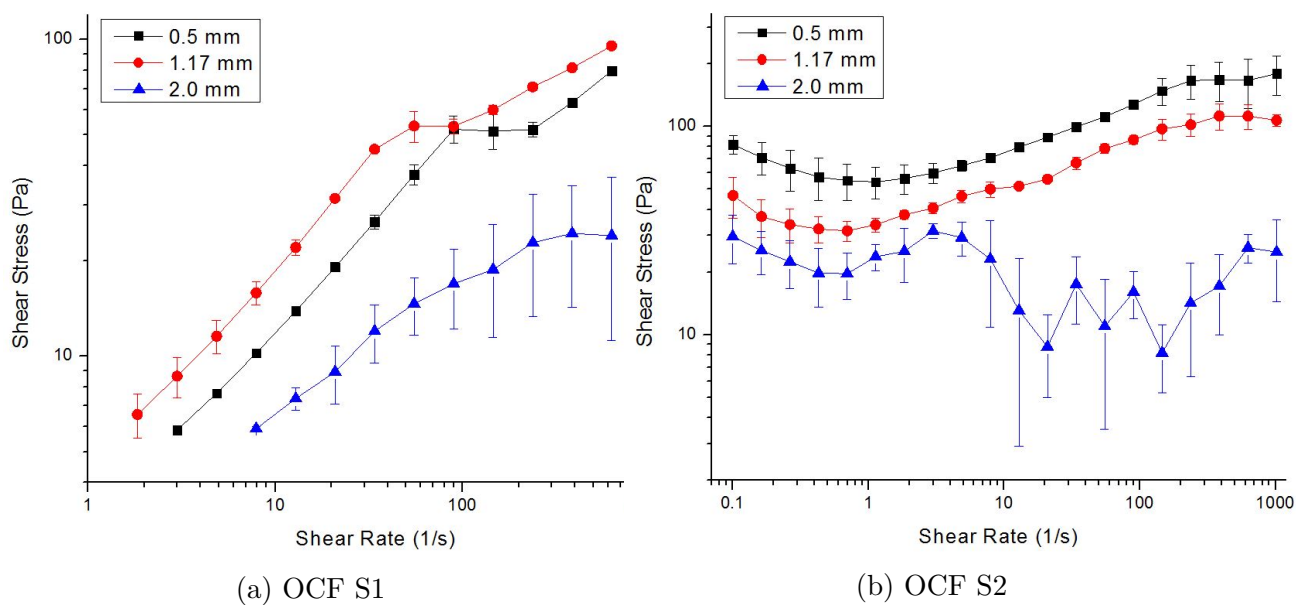 0.5 mm
1.17 mm
2.0 mm
100
10
Shear Stress (Pa)
1
10
100
Shear Rate (1/s)
(a) OCF S1
0.5 mm
1.17 mm
2.0 mm
100
10
Shear Stress (Pa)
0.1
1
10
100
1000
Shear Rate (1/s)
(b) OCF S2